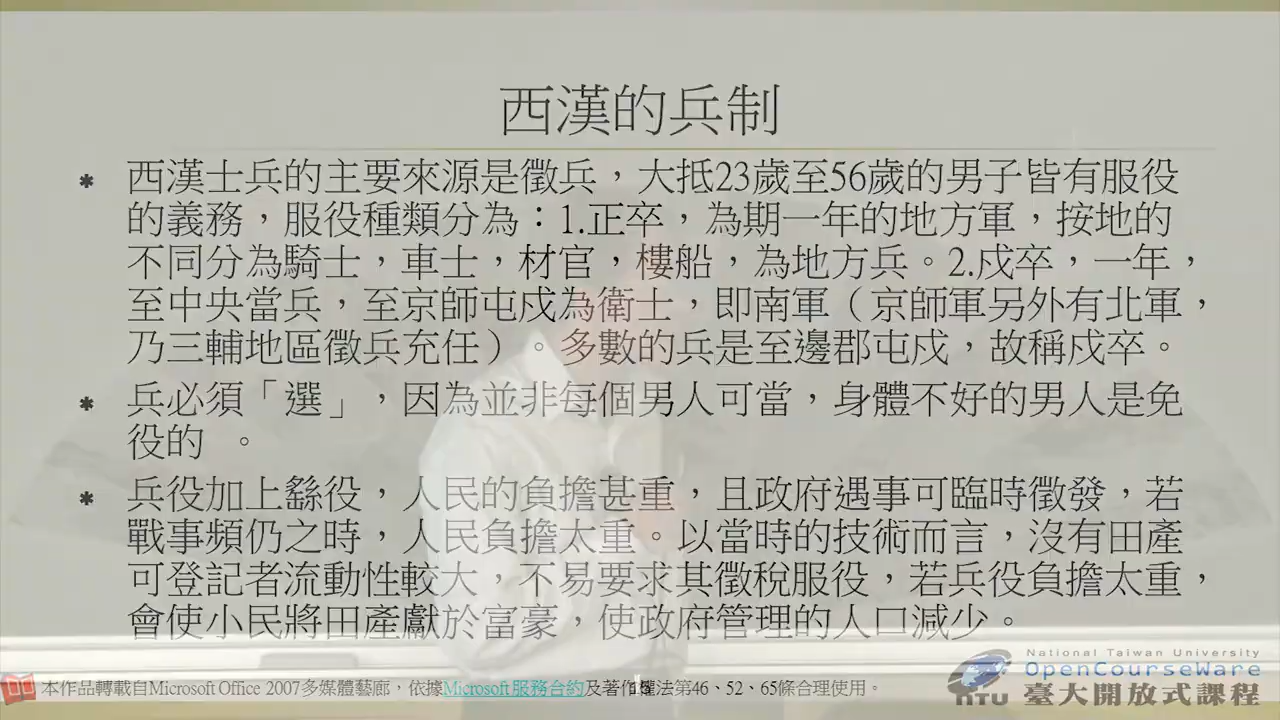 西漢的兵制
* 西漢士兵的主要來源是徵兵，大抵23歲至56歲的男子皆有服役
的義務，服役種類分為：1.正卒，為期一年的地方軍，按地的
不同分為騎士，車士，材官，樓船，為地方兵。2.戍卒，一年，
至中央當兵，至京師屯戍為衛士，即南軍（京師軍另外有北軍，
乃三輔地區徵兵充任）。多數的兵是至邊郡屯戍，故稱戍卒。
* 兵必須「選」，因為並非每個男人可當，身體不好的男人是免
役的 。
* 兵役加上繇役，人民的負擔甚重，且政府遇事可臨時徵發，若
戰事頻仍之時，人民負擔太重。以當時的技術而言，沒有田產
可登記者流動性較大，不易要求其徵稅服役，若兵役負擔太重，
會使小民將田產獻於富豪，使政府管理的人口減少。
本作品轉載自Microsoft Office 2007多媒體藝廊，依據Microsoft服務合約及著作權法第46、52、65條合理使用。
National Taiwan University
OpenCourseWare
NTU 臺大開放式課程